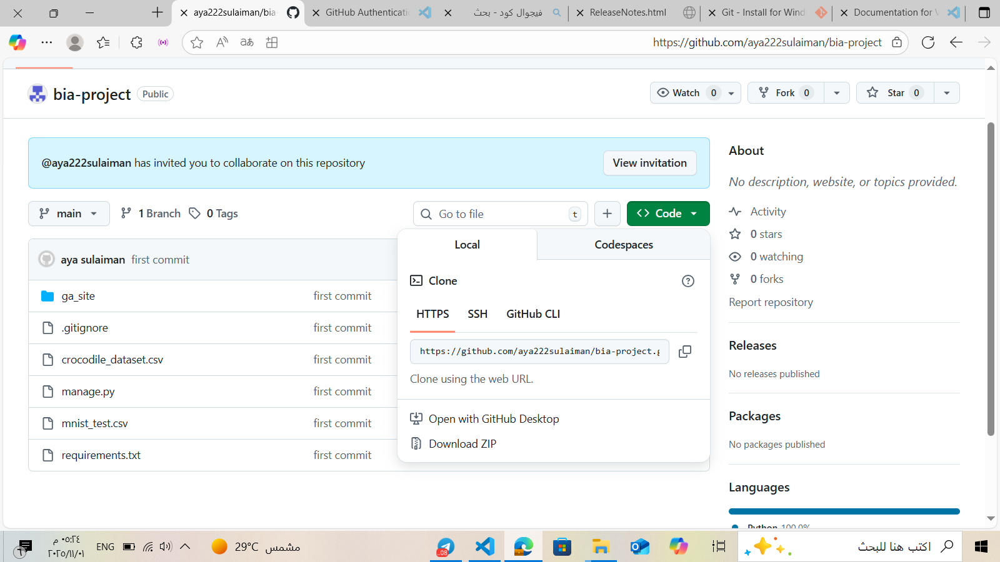 aya222sulaiman/bia-
GitHub Authenticatio
فيجوال كود - بحث
ReleaseNotes.html
Git - Install for Wind
Documentation for V
https://github.com/aya222sulaiman/bia-project
bia-project
Public
Watch 0
Fork 0
Star 0
@aya222sulaiman has invited you to collaborate on this repository
View invitation
main
1 Branch
0 Tags
Go to file
t
Code
Local
Codespaces
aya sulaiman first commit
Clone
ga_site first commit
HTTPS
SSH
GitHub CLI
.gitignore first commit
https://github.com/aya222sulaiman/bia-project.g
crocodile_dataset.csv first commit
Clone using the web URL.
manage.py first commit
Open with GitHub Desktop
mnist_test.csv first commit
Download ZIP
requirements.txt first commit
About
No description, website, or topics provided.
Activity
0 stars
0 watching
0 forks
Report repository
Releases
No releases published
Packages
No packages published
Languages
Python 100.0%
٠٥:٢٤ م
٢٠٢٥/١١/٠١
٦
ENG
29°C مشمس
..08
اكتب هنا للبحث